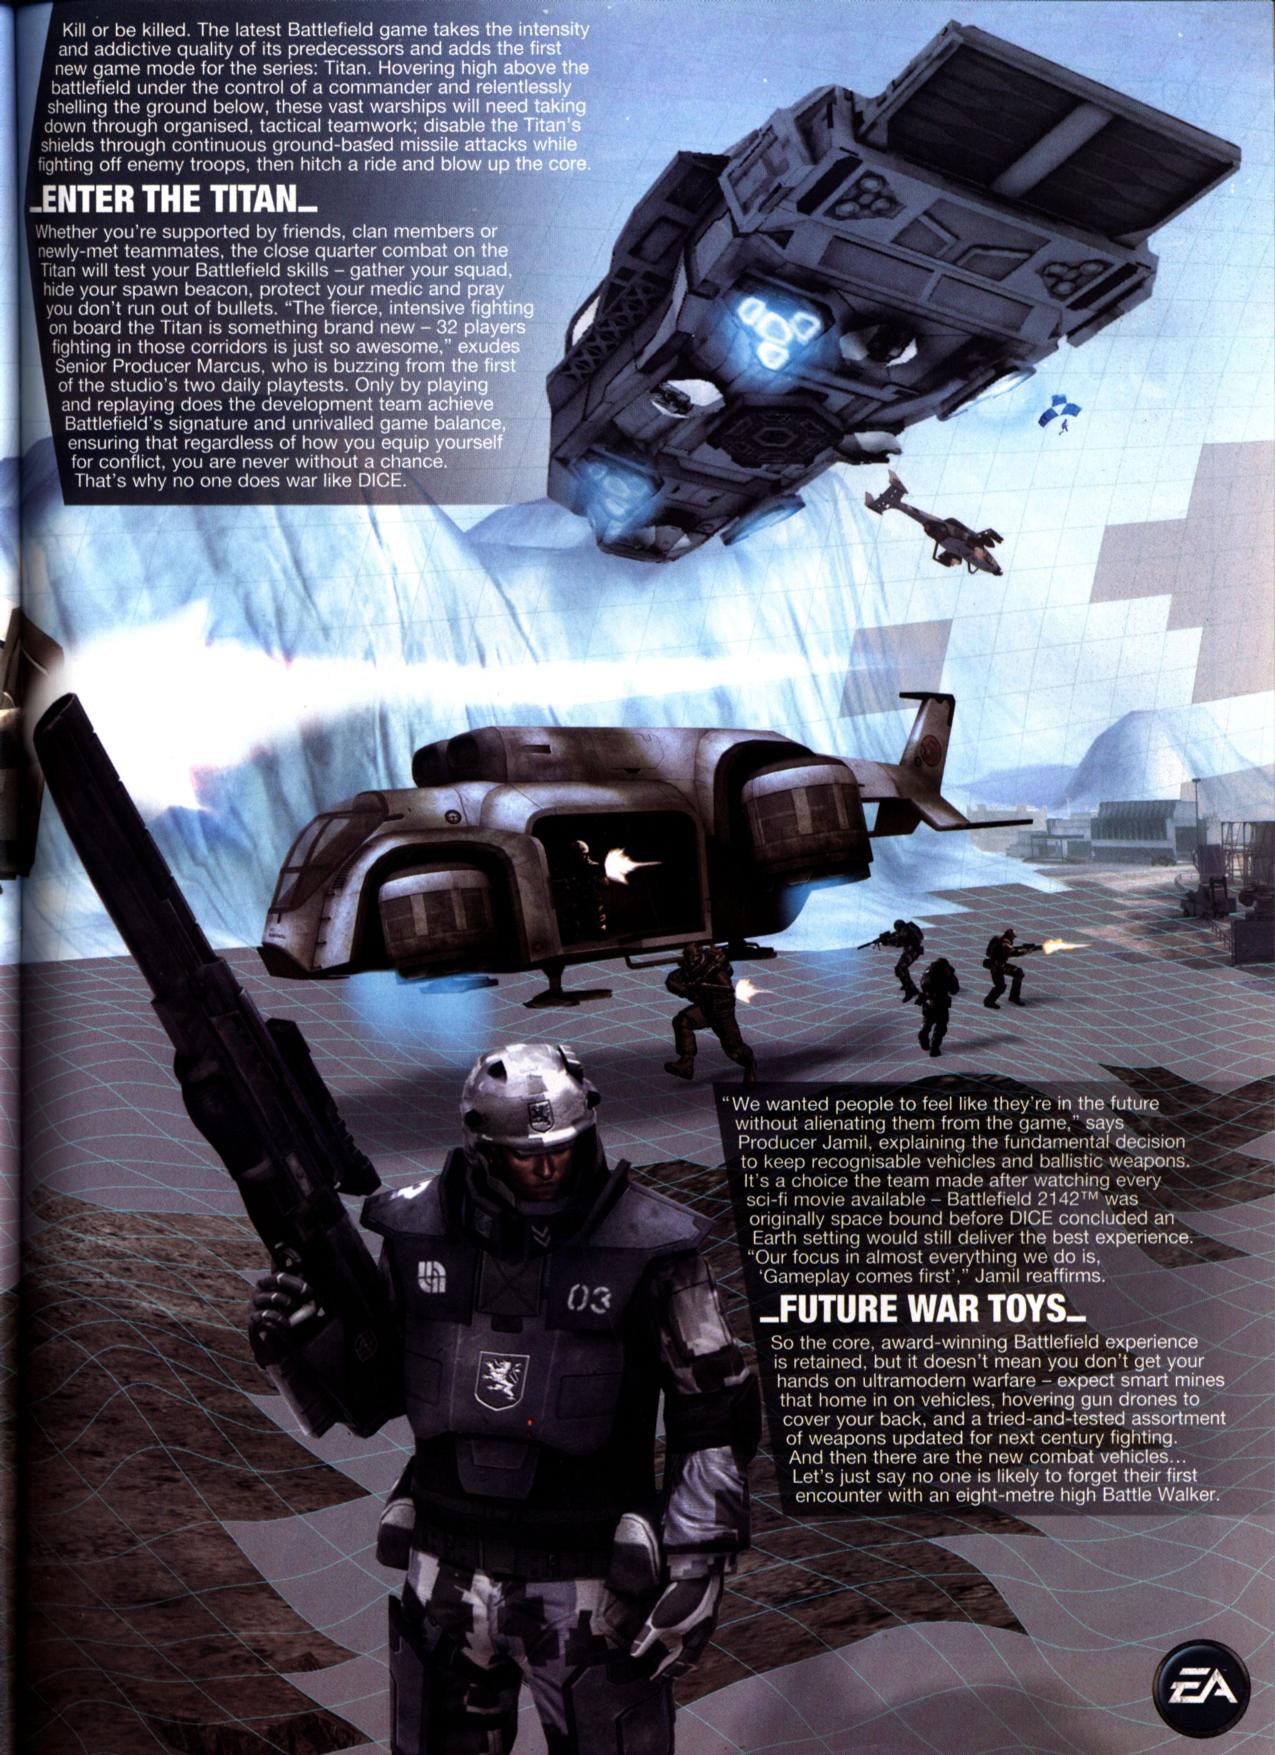 Kill or be killed. The latest Battlefield game takes the intensity
and addictive quality of its predecessors and adds the first
new game mode for the series: Titan. Hovering high above the
battlefield under the control of a commander and relentlessly
shelling the ground below, these vast warships will need taking
down through organised, tactical teamwork; disable the Titan's
shields through continuous ground-based missile attacks while
fighting off enemy troops, then hitch a ride and blow up the core.
_ENTER THE TITAN_
Whether you're supported by friends, clan members or
newly-met teammates, the close quarter combat on the
Titan will test your Battlefield skills – gather your squad,
hide your spawn beacon, protect your medic and pray
you don't run out of bullets. “The fierce, intensive fighting
on board the Titan is something brand new – 32 players
fighting in those corridors is just so awesome,” exudes
Senior Producer Marcus, who is buzzing from the first
of the studio's two daily playtests. Only by playing
and replaying does the development team achieve
Battlefield's signature and unrivalled game balance,
ensuring that regardless of how you equip yourself
for conflict, you are never without a chance.
That's why no one does war like DICE.
03
“We wanted people to feel like they're in the future
without alienating them from the game,” says
Producer Jamil, explaining the fundamental decision
to keep recognisable vehicles and ballistic weapons.
It's a choice the team made after watching every
sci-fi movie available – Battlefield 2142™ was
originally space bound before DICE concluded an
Earth setting would still deliver the best experience.
“Our focus in almost everything we do is,
‘Gameplay comes first’,” Jamil reaffirms.
_FUTURE WAR TOYS_
So the core, award-winning Battlefield experience
is retained, but it doesn't mean you don't get your
hands on ultramodern warfare – expect smart mines
that home in on vehicles, hovering gun drones to
cover your back, and a tried-and-tested assortment
of weapons updated for next century fighting.
And then there are the new combat vehicles...
Let's just say no one is likely to forget their first
encounter with an eight-metre high Battle Walker.
EA